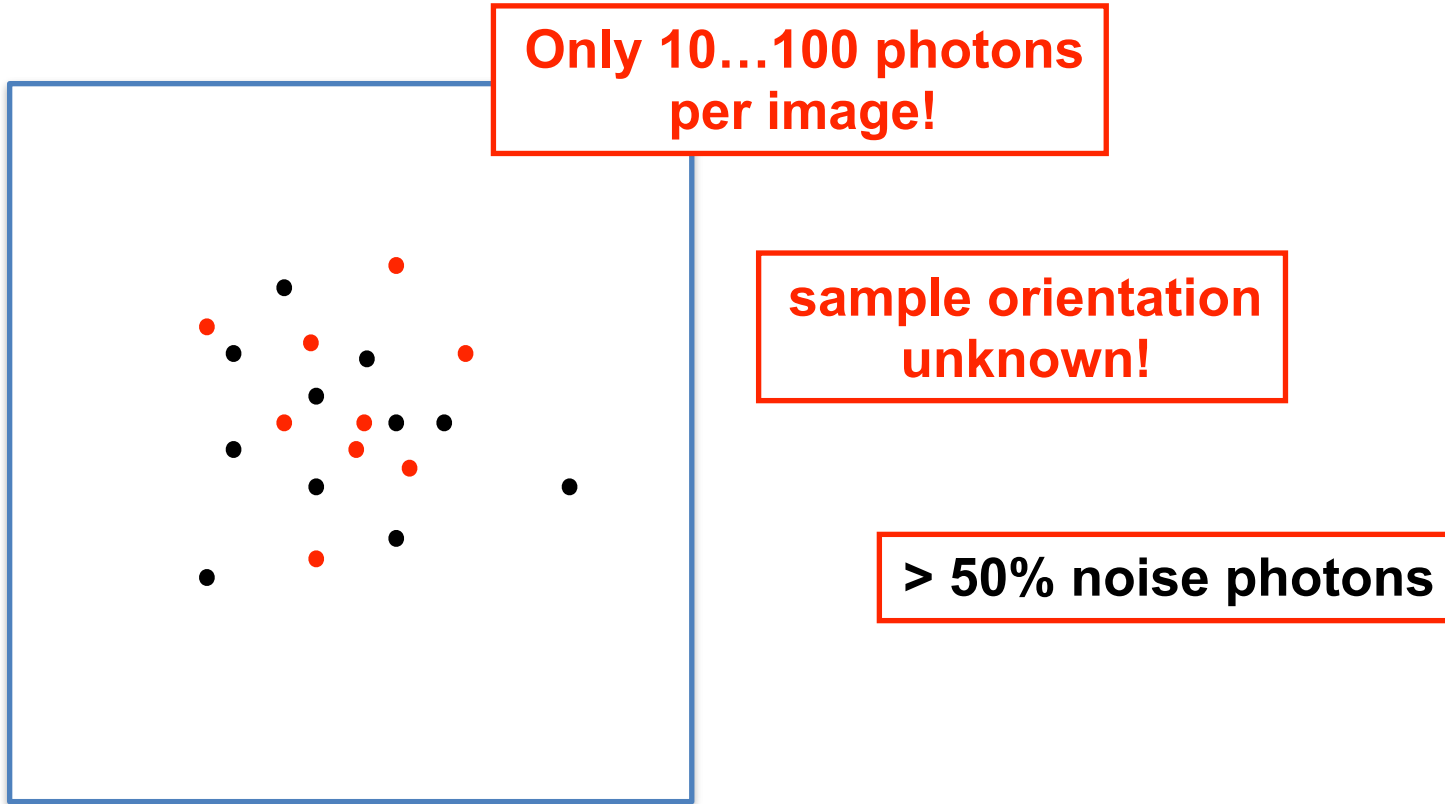 Only 10…100 photons
per image!
sample orientation
unknown!
> 50% noise photons